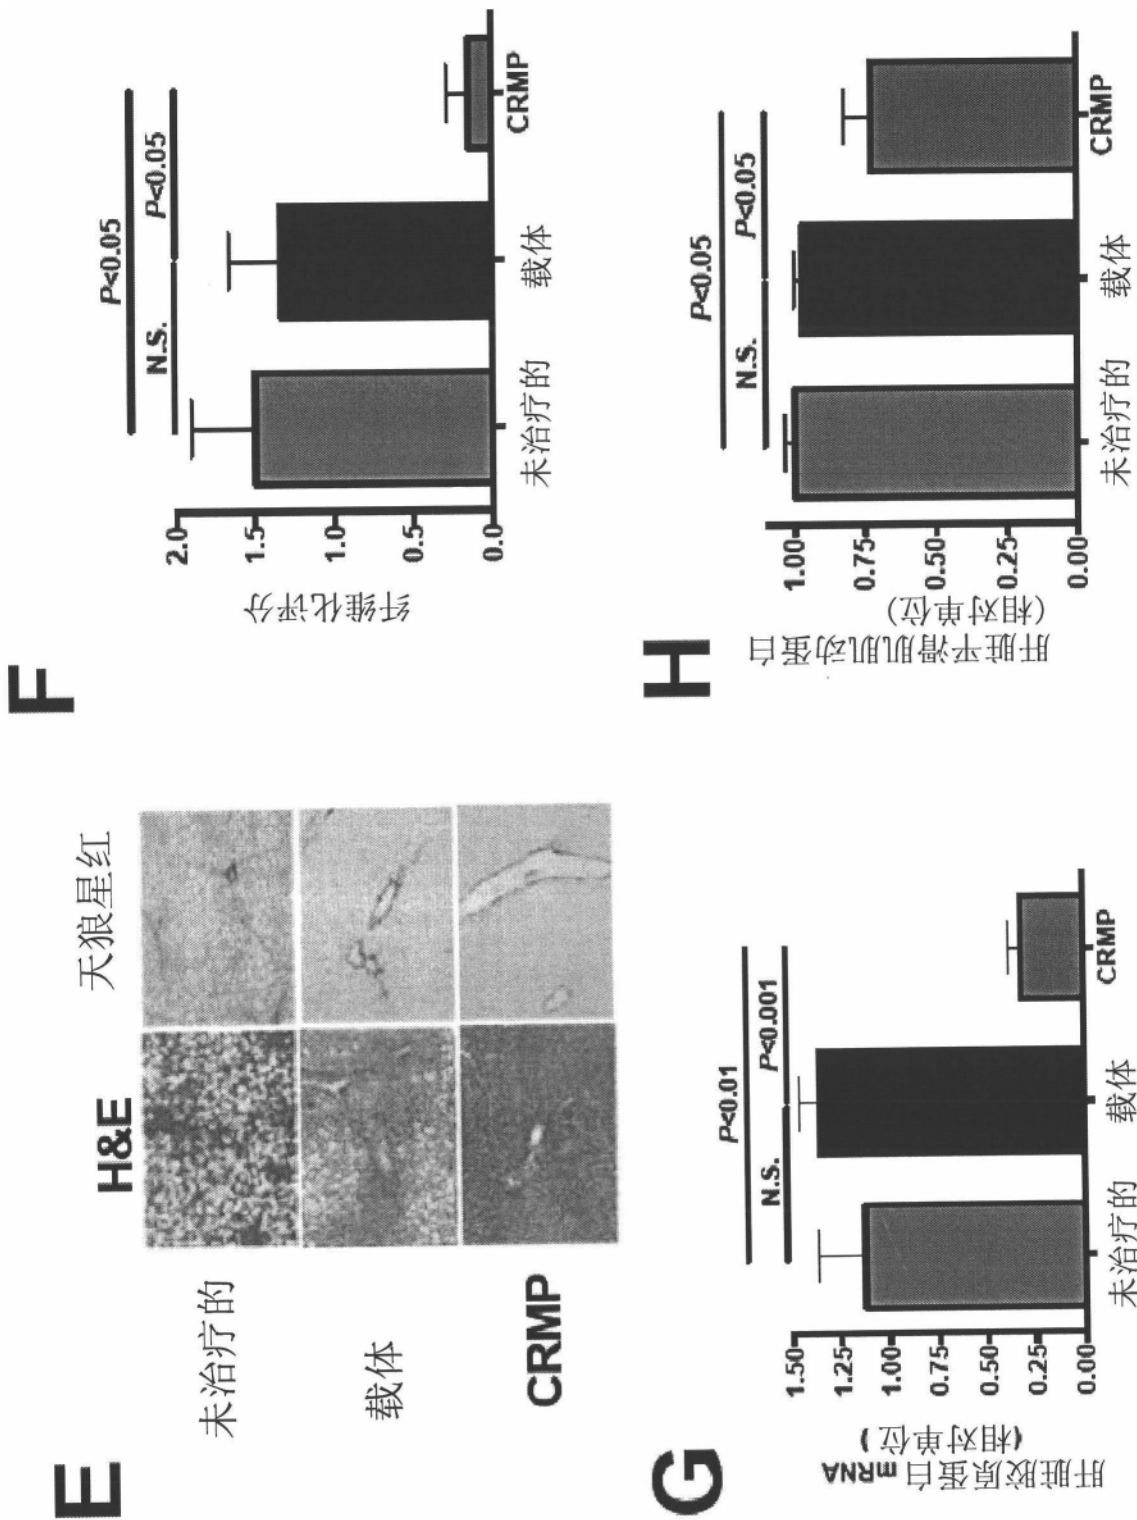 E
H&E
天狼星红
未治疗的
载体
CRMP
F
纤维化评分
2.0
1.5
1.0
0.5
0.0
P<0.05
N.S.
P<0.05
未治疗的
载体
CRMP
G
肝脏胶原蛋白 mRNA
(相对单位)
1.50
1.25
1.00
0.75
0.50
0.25
0.00
P<0.01
N.S.
P<0.001
未治疗的
载体
CRMP
H
肝脏平滑肌肌动蛋白
(相对单位)
1.00
0.75
0.50
0.25
0.00
P<0.05
N.S.
P<0.05
未治疗的
载体
CRMP